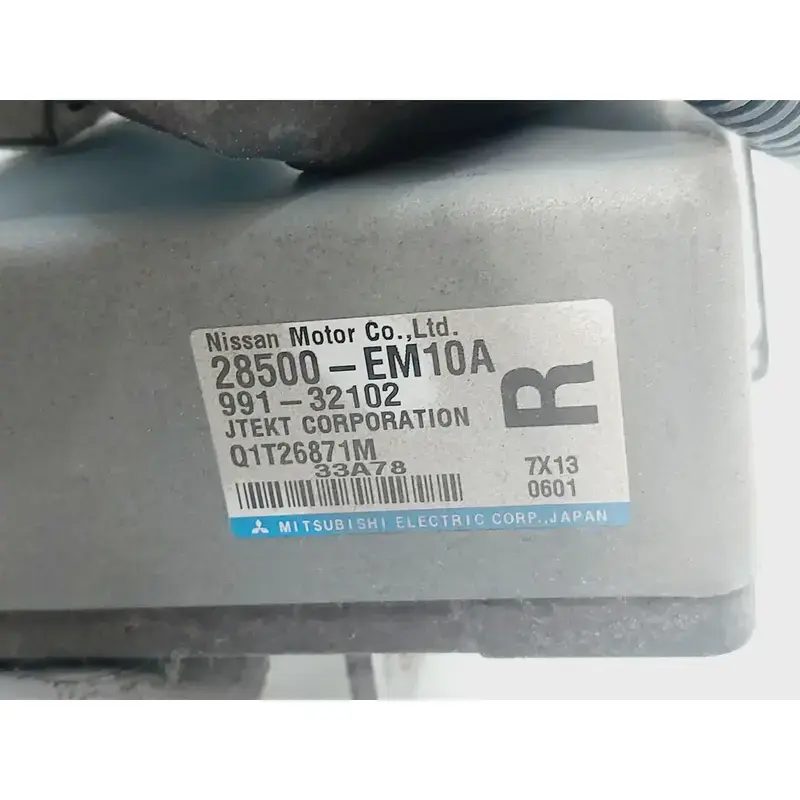 Nissan Motor Co.,Ltd.
28500-EM10A
991-32102
JTEKT CORPORATION
R
Q1T26871M
33A78
7X13
0601
MITSUBISHI ELECTRIC CORP.,JAPAN